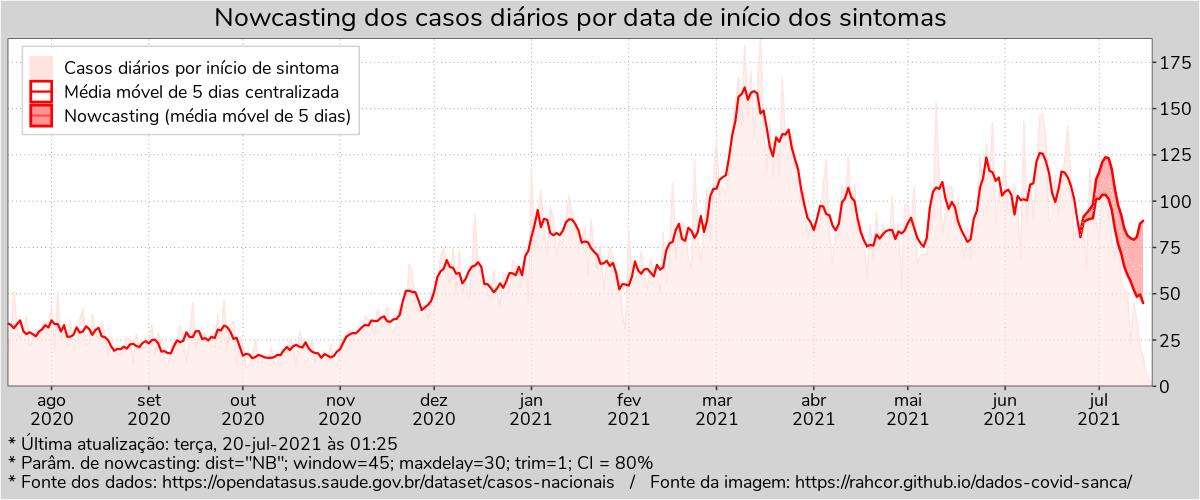 Nowcasting dos casos diários por data de início dos sintomas
Casos diários por início de sintoma
Média móvel de 5 dias centralizada
Nowcasting (média móvel de 5 dias)
175
150
125
100
75
50
25
0
ago set out nov dez jan fev mar abr mai jun jul
2020 2020 2020 2020 2020 2021 2021 2021 2021 2021 2021 2021
* Última atualização: terça, 20-jul-2021 às 01:25
* Parâm. de nowcasting: dist="NB"; window=45; maxdelay=30; trim=1; CI = 80%
* Fonte dos dados: https://opendatasus.saude.gov.br/dataset/casos-nacionais / Fonte da imagem: https://rahcor.github.io/dados-covid-sanca/